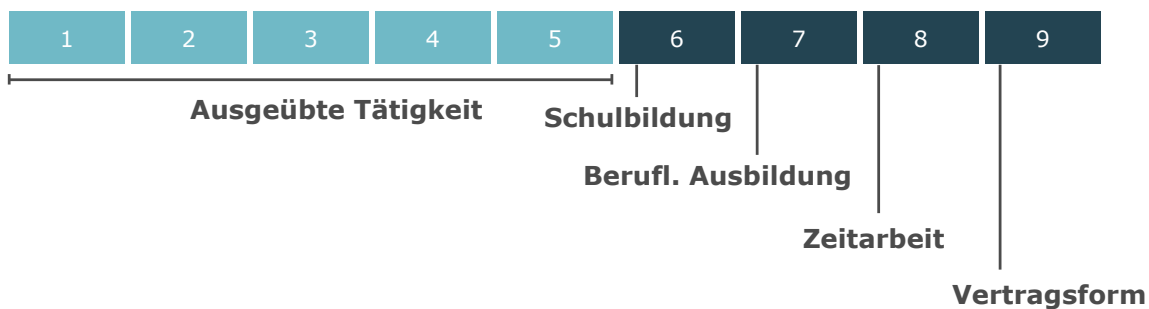 1 2 3 4 5 6 7 8 9
Ausgeübte Tätigkeit
Schulbildung
Berufl. Ausbildung
Zeitarbeit
Vertragsform